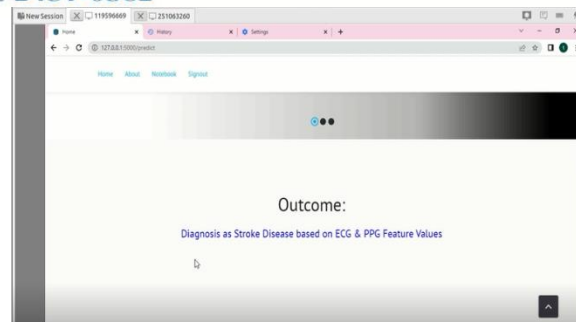 New Session
119596669
251063260
Home
History
Settings
127.0.0.1:5000/predict
Home About Notebook Signout
Outcome:
Diagnosis as Stroke Disease based on ECG & PPG Feature Values